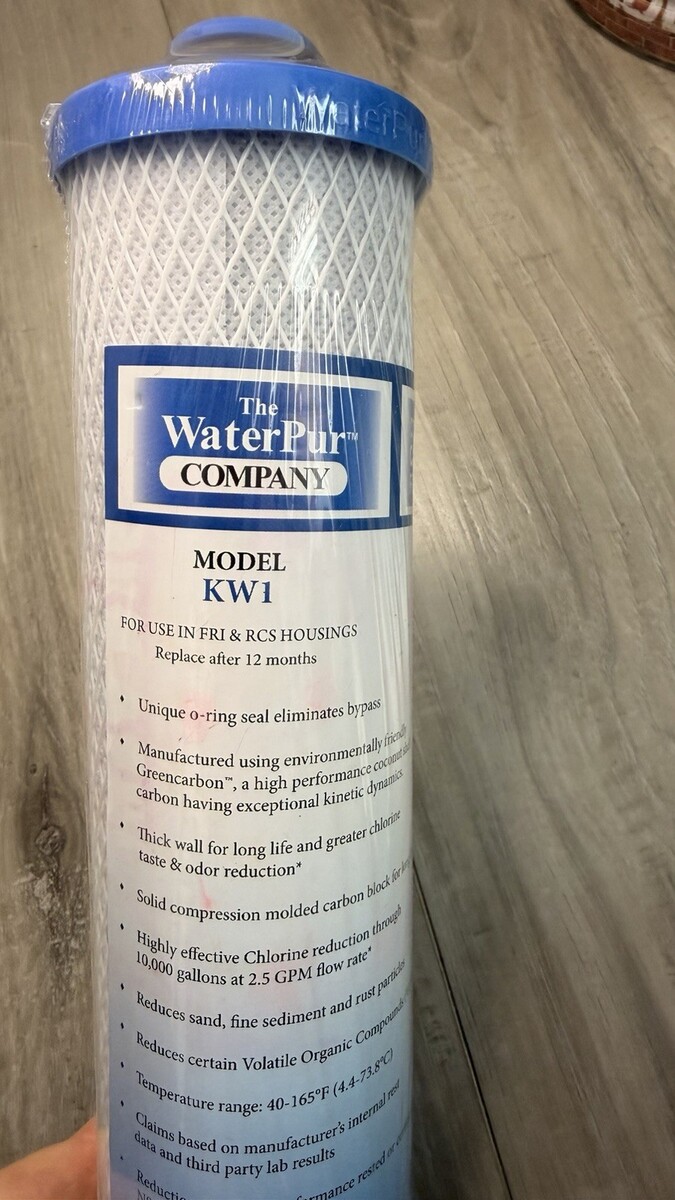 WaterPur
The
WaterPur™
COMPANY
MODEL
KW1
FOR USE IN FRI & RCS HOUSINGS
Replace after 12 months
• Unique o-ring seal eliminates bypass
• Manufactured using environmentally friendly
Greencarbon™, a high performance coconut
carbon having exceptional kinetic dynamics
• Thick wall for long life and greater chlorine
taste & odor reduction*
• Solid compression molded carbon block for
• Highly effective Chlorine reduction through
10,000 gallons at 2.5 GPM flow rate*
• Reduces sand, fine sediment and rust particles
• Reduces certain Volatile Organic Compounds
• Temperature range: 40-165°F (4.4-73.8°C)
• Claims based on manufacturer's internal
data and third party lab results